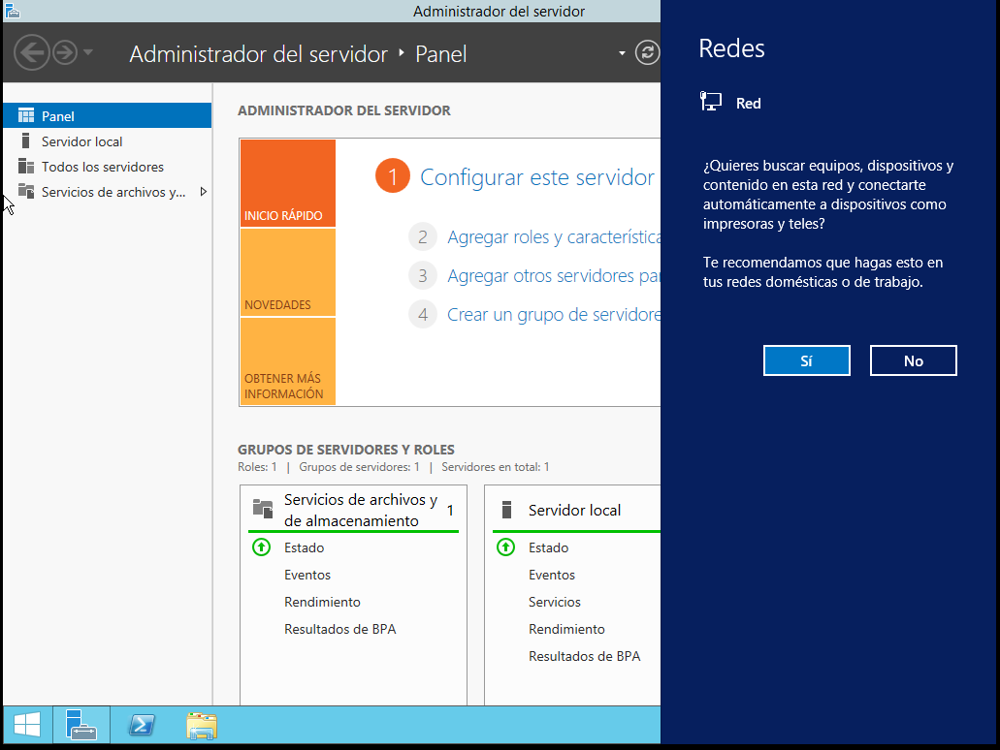 Administrador del servidor
Administrador del servidor ‣ Panel
Panel
Servidor local
Todos los servidores
Servicios de archivos y...
ADMINISTRADOR DEL SERVIDOR
INICIO RÁPIDO
NOVEDADES
OBTENER MÁS
INFORMACIÓN
1 Configurar este servidor
2 Agregar roles y característica
3 Agregar otros servidores par
4 Crear un grupo de servidore
GRUPOS DE SERVIDORES Y ROLES
Roles: 1 | Grupos de servidores: 1 | Servidores en total: 1
Servicios de archivos y
de almacenamiento
1
Estado
Eventos
Rendimiento
Resultados de BPA
Servidor local
Estado
Eventos
Servicios
Rendimiento
Resultados de BPA
Redes
Red
¿Quieres buscar equipos, dispositivos y
contenido en esta red y conectarte
automáticamente a dispositivos como
impresoras y teles?
Te recomendamos que hagas esto en
tus redes domésticas o de trabajo.
Sí
No